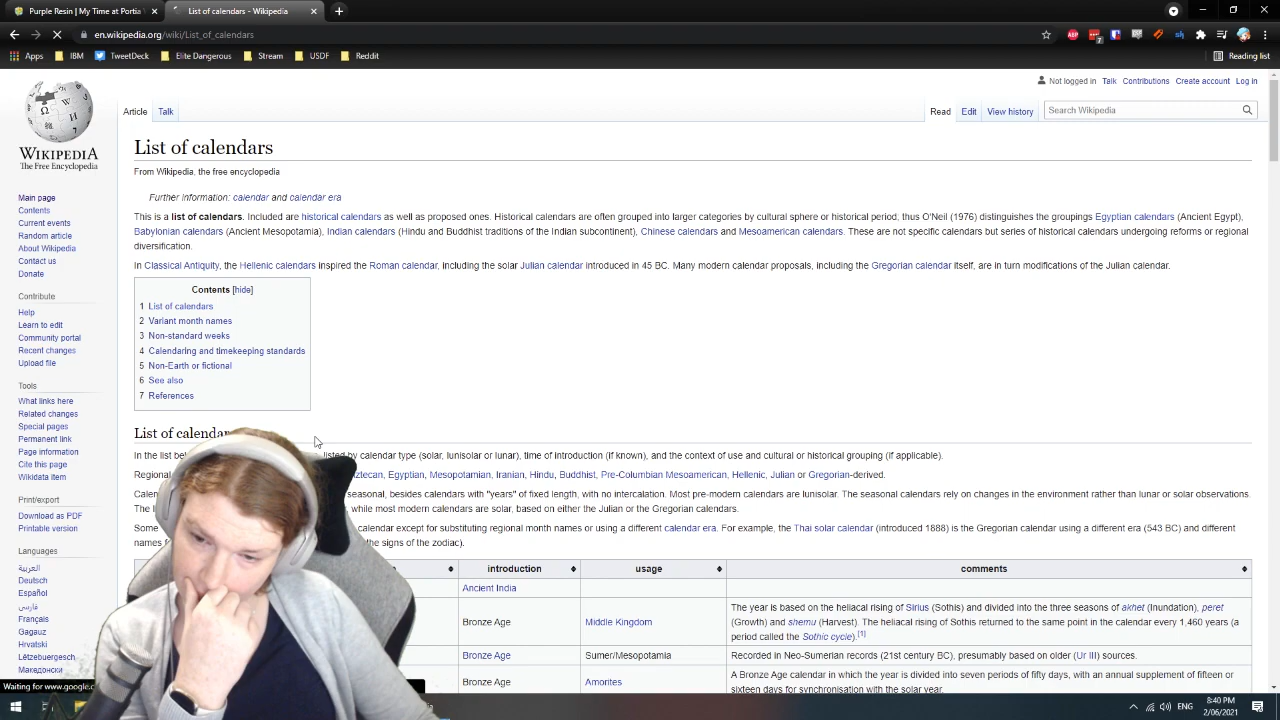 Purple Resin | My Time at Portia
List of calendars - Wikipedia
en.wikipedia.org/wiki/List_of_calendars
Apps IBM TweetDeck Elite Dangerous Stream USDF Reddit Reading list
Not logged in Talk Contributions Create account Log in
Article Talk Read Edit View history Search Wikipedia
WIKIPEDIA
The Free Encyclopedia
Main page
Contents
Current events
Random article
About Wikipedia
Contact us
Donate
Contribute
Help
Learn to edit
Community portal
Recent changes
Upload file
Tools
What links here
Related changes
Special pages
Permanent link
Page information
Cite this page
Wikidata item
Print/export
Download as PDF
Printable version
Languages
العربية
Deutsch
Español
فارسی
Français
Gagauz
Hrvatski
Lëtzebuergesch
Македонски
List of calendars
From Wikipedia, the free encyclopedia
Further information: calendar and calendar era
This is a list of calendars. Included are historical calendars as well as proposed ones. Historical calendars are often grouped into larger categories by cultural sphere or historical period; thus O'Neil (1976) distinguishes the groupings Egyptian calendars (Ancient Egypt),
Babylonian calendars (Ancient Mesopotamia), Indian calendars (Hindu and Buddhist traditions of the Indian subcontinent), Chinese calendars and Mesoamerican calendars. These are not specific calendars but series of historical calendars undergoing reforms or regional
diversification.
In Classical Antiquity, the Hellenic calendars inspired the Roman calendar, including the solar Julian calendar introduced in 45 BC. Many modern calendar proposals, including the Gregorian calendar itself, are in turn modifications of the Julian calendar.
Contents [hide]
1 List of calendars
2 Variant month names
3 Non-standard weeks
4 Calendaring and timekeeping standards
5 Non-Earth or fictional
6 See also
7 References
List of calendar
In the list be listed by calendar type (solar, lunisolar or lunar), time of introduction (if known), and the context of use and cultural or historical grouping (if applicable).
Regional Egyptian, Mesopotamian, Iranian, Hindu, Buddhist, Pre-Columbian Mesoamerican, Hellenic, Julian or Gregorian-derived.
seasonal, besides calendars with "years" of fixed length, with no intercalation. Most pre-modern calendars are lunisolar. The seasonal calendars rely on changes in the environment rather than lunar or solar observations.
while most modern calendars are solar, based on either the Julian or the Gregorian calendars.
Some calendar except for substituting regional month names or using a different calendar era. For example, the Thai solar calendar (introduced 1888) is the Gregorian calendar using a different era (543 BC) and different
names the signs of the zodiac).
introduction usage comments
Ancient India
Bronze Age Middle Kingdom The year is based on the heliacal rising of Sirius (Sothis) and divided into the three seasons of akhet (Inundation), peret
(Growth) and shemu (Harvest). The heliacal rising of Sothis returned to the same point in the calendar every 1,460 years (a
period called the Sothic cycle).[1]
Bronze Age Sumer/Mesopotamia Recorded in Neo-Sumerian records (21st century BC), presumably based on older (Ur III) sources.
Bronze Age Amorites A Bronze Age calendar in which the year is divided into seven periods of fifty days, with an annual supplement of fifteen or
sixteen days for synchronisation with the solar year.
Waiting for www.google.c
ENG 8:40 PM
2/06/2021